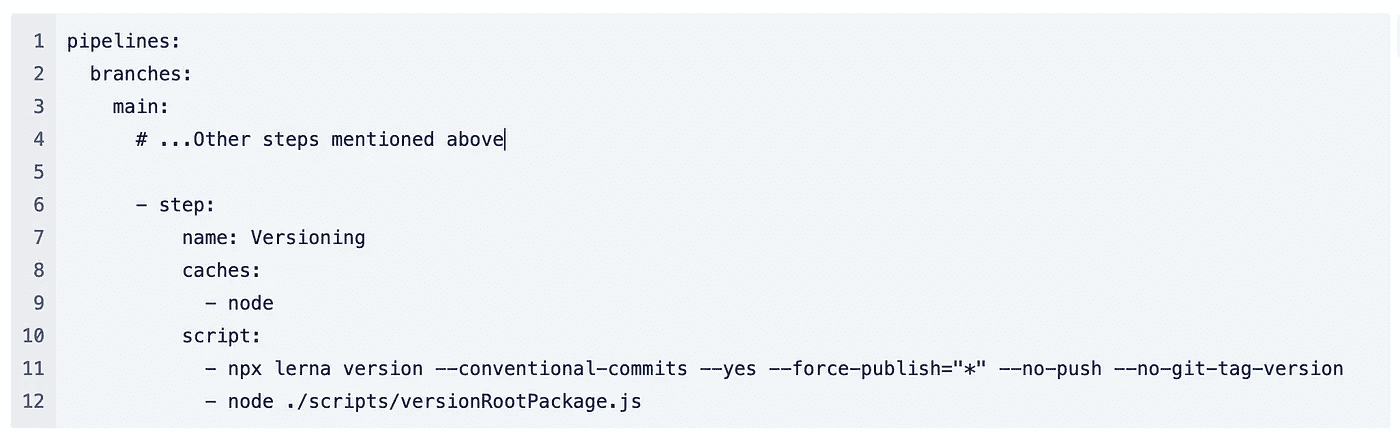 1 pipelines:
2   branches:
3     main:
4       # ...Other steps mentioned above
5
6       - step:
7           name: Versioning
8           caches:
9             - node
10           script:
11             - npx lerna version --conventional-commits --yes --force-publish="*" --no-push --no-git-tag-version
12             - node ./scripts/versionRootPackage.js